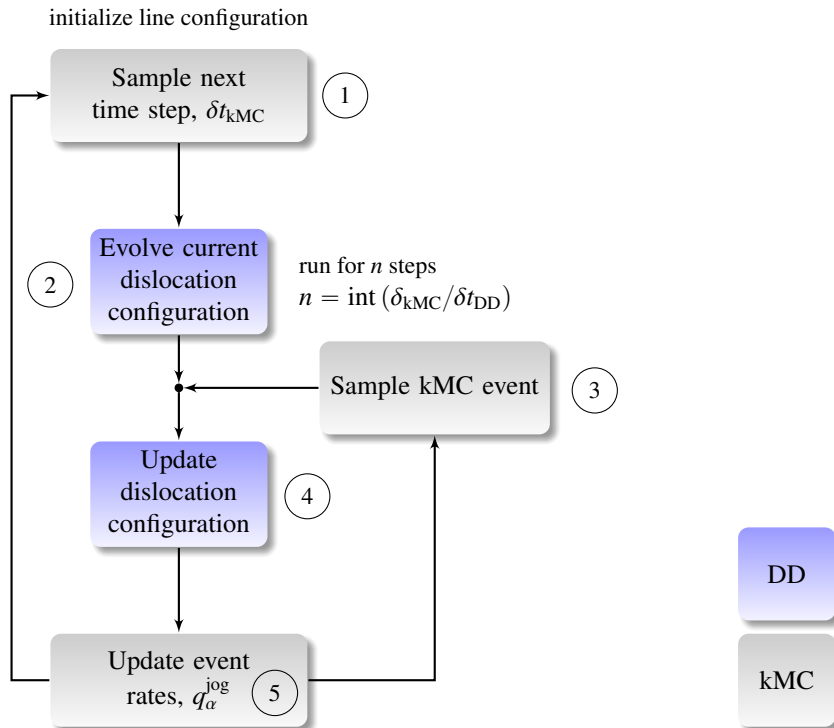 initialize line configuration
Sample next
time step, δt_kMC
1
Evolve current
dislocation
configuration
2
run for n steps
n = int (δ_kMC/δt_DD)
Sample kMC event
3
Update
dislocation
configuration
4
Update event
rates, q_α^jog
5
DD
kMC